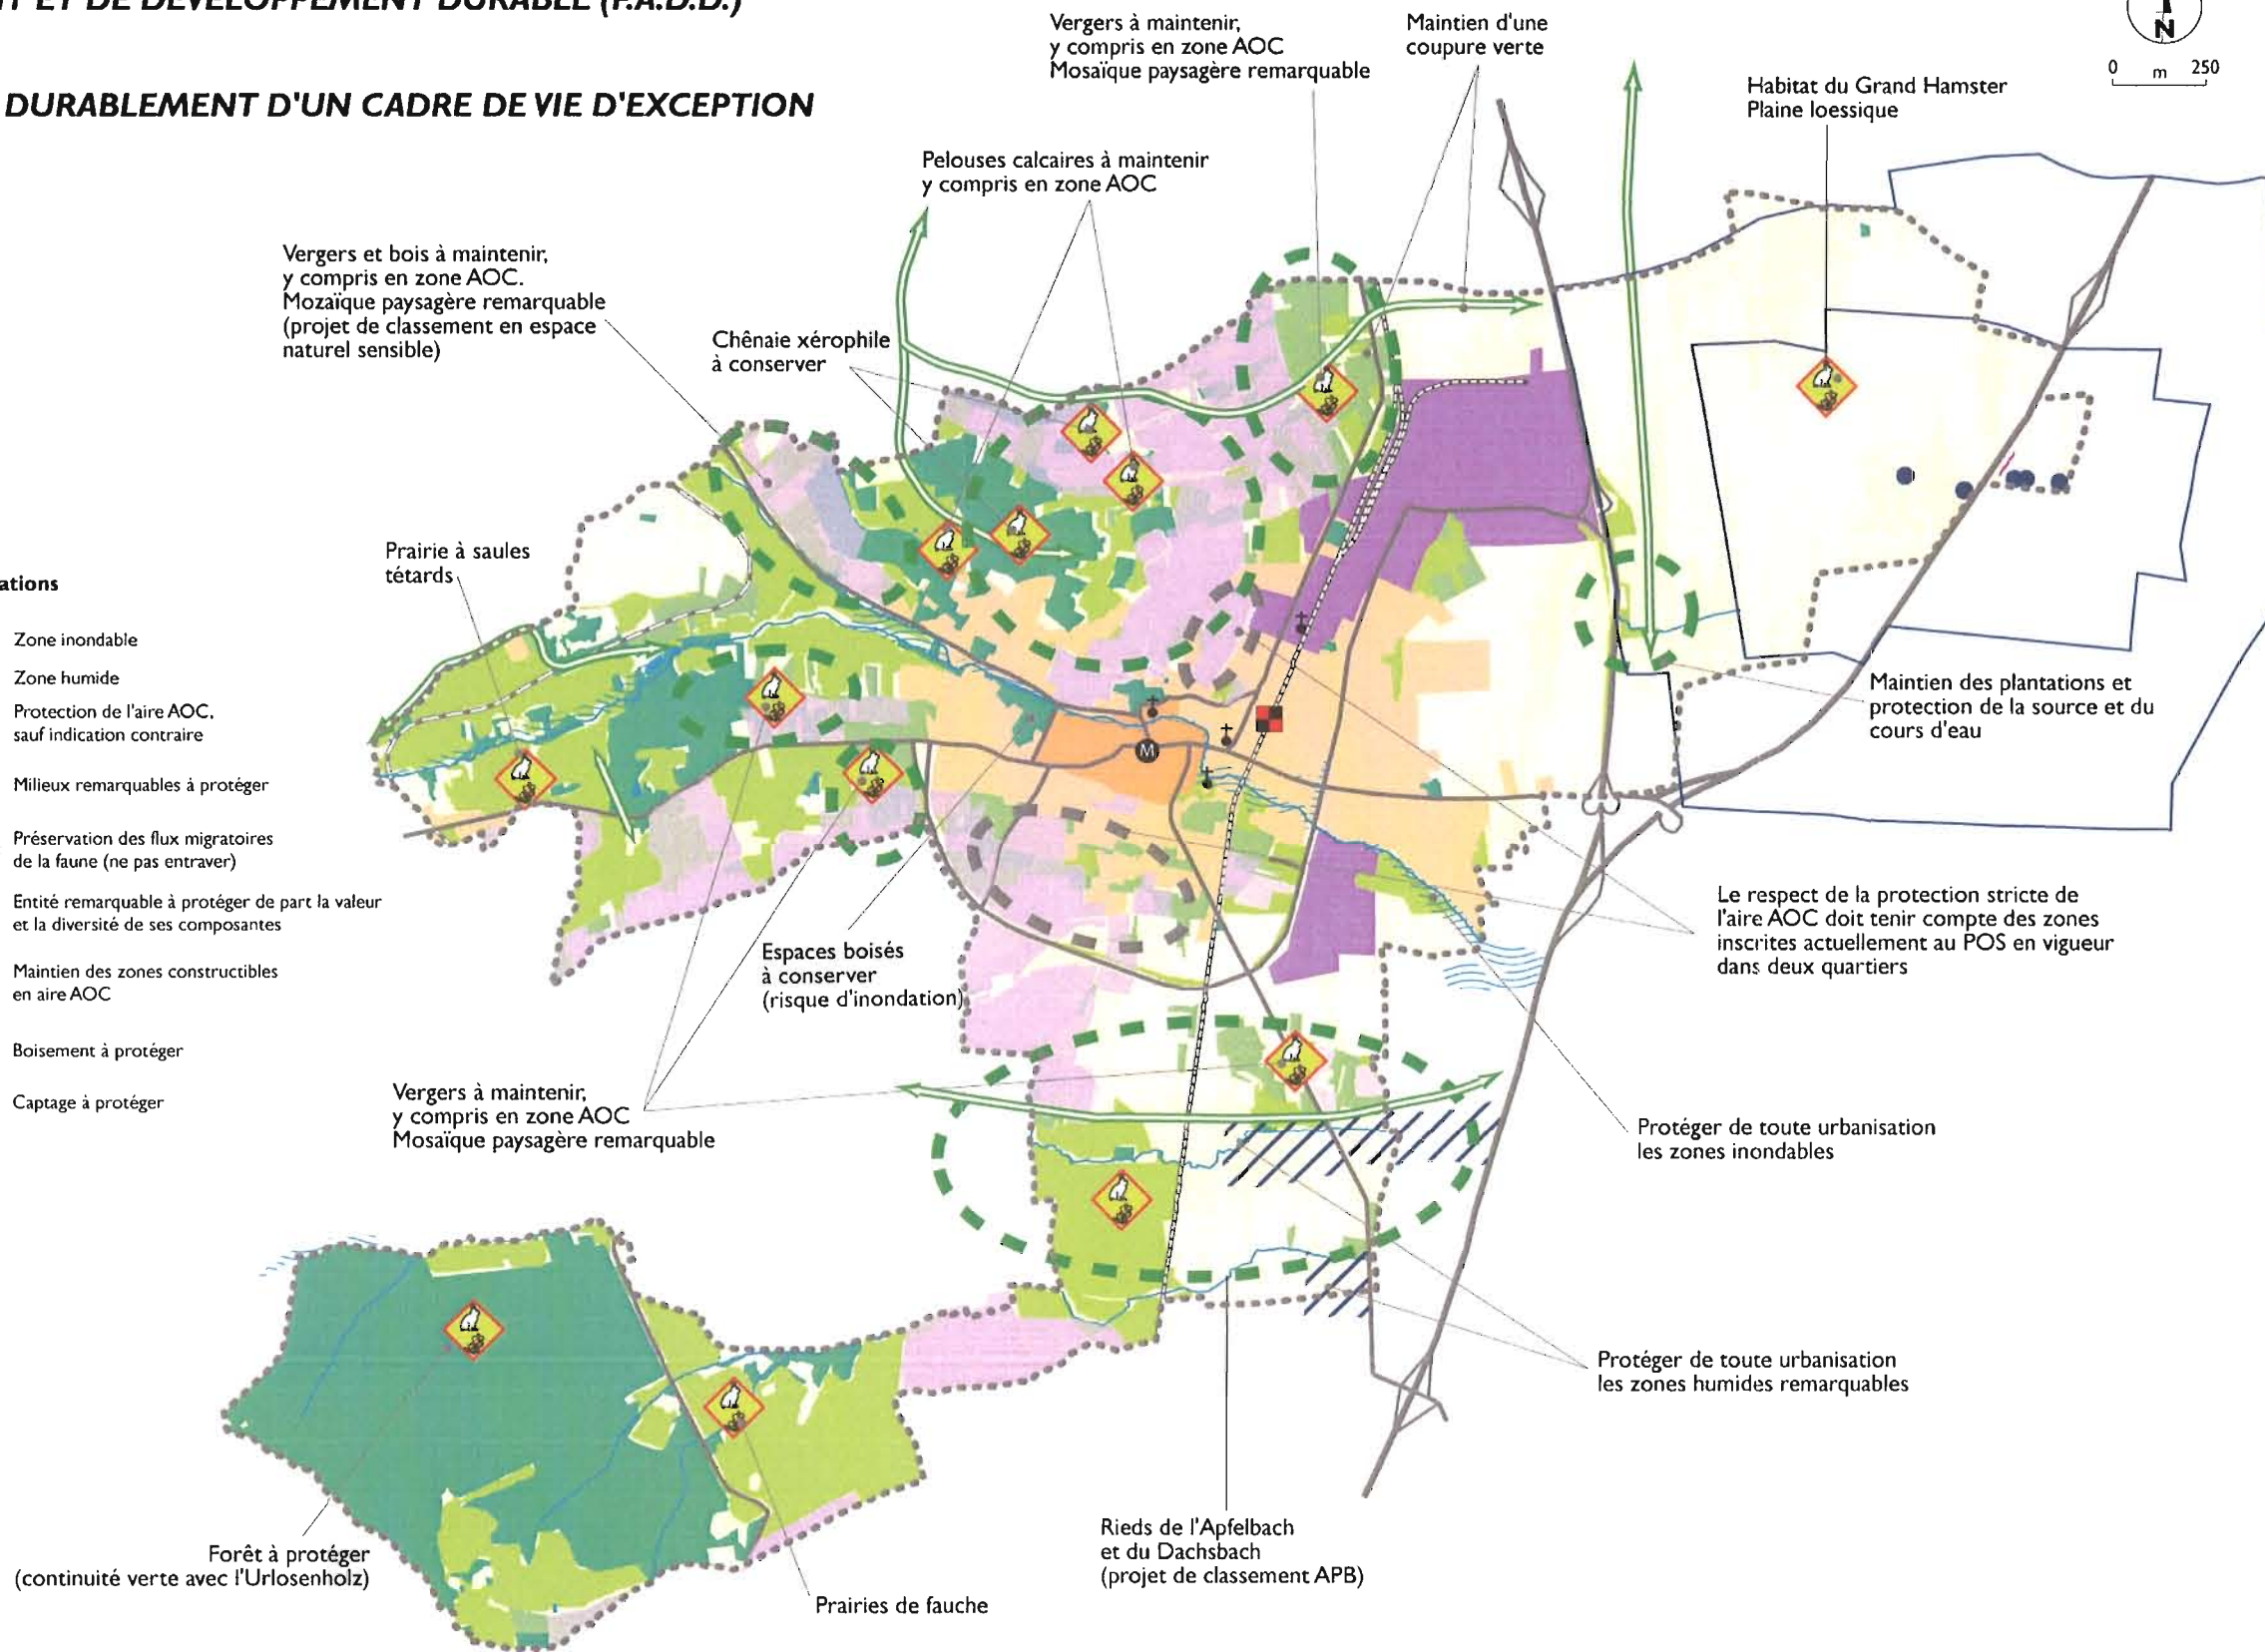 ET DE DÉVELOPPEMENT DURABLE (P.A.D.D.)
DURABLEMENT D'UN CADRE DE VIE D'EXCEPTION
N
0 m 250
Vergers à maintenir,
y compris en zone AOC
Mosaïque paysagère remarquable
Maintien d'une
coupure verte
Habitat du Grand Hamster
Plaine loessique
Pelouses calcaires à maintenir
y compris en zone AOC
Vergers et bois à maintenir,
y compris en zone AOC.
Mozaïque paysagère remarquable
(projet de classement en espace
naturel sensible)
Chênaie xérophile
à conserver
Prairie à saules
tétards
ations
Zone inondable
Zone humide
Protection de l'aire AOC,
sauf indication contraire
Milieux remarquables à protéger
Préservation des flux migratoires
de la faune (ne pas entraver)
Entité remarquable à protéger de part la valeur
et la diversité de ses composantes
Maintien des zones constructibles
en aire AOC
Boisement à protéger
Captage à protéger
M
Maintien des plantations et
protection de la source et du
cours d'eau
Le respect de la protection stricte de
l'aire AOC doit tenir compte des zones
inscrites actuellement au POS en vigueur
dans deux quartiers
Espaces boisés
à conserver
(risque d'inondation)
Vergers à maintenir,
y compris en zone AOC
Mosaïque paysagère remarquable
Protéger de toute urbanisation
les zones inondables
Protéger de toute urbanisation
les zones humides remarquables
Rieds de l'Apfelbach
et du Dachsbach
(projet de classement APB)
Forêt à protéger
(continuité verte avec l'Urlosenholz)
Prairies de fauche